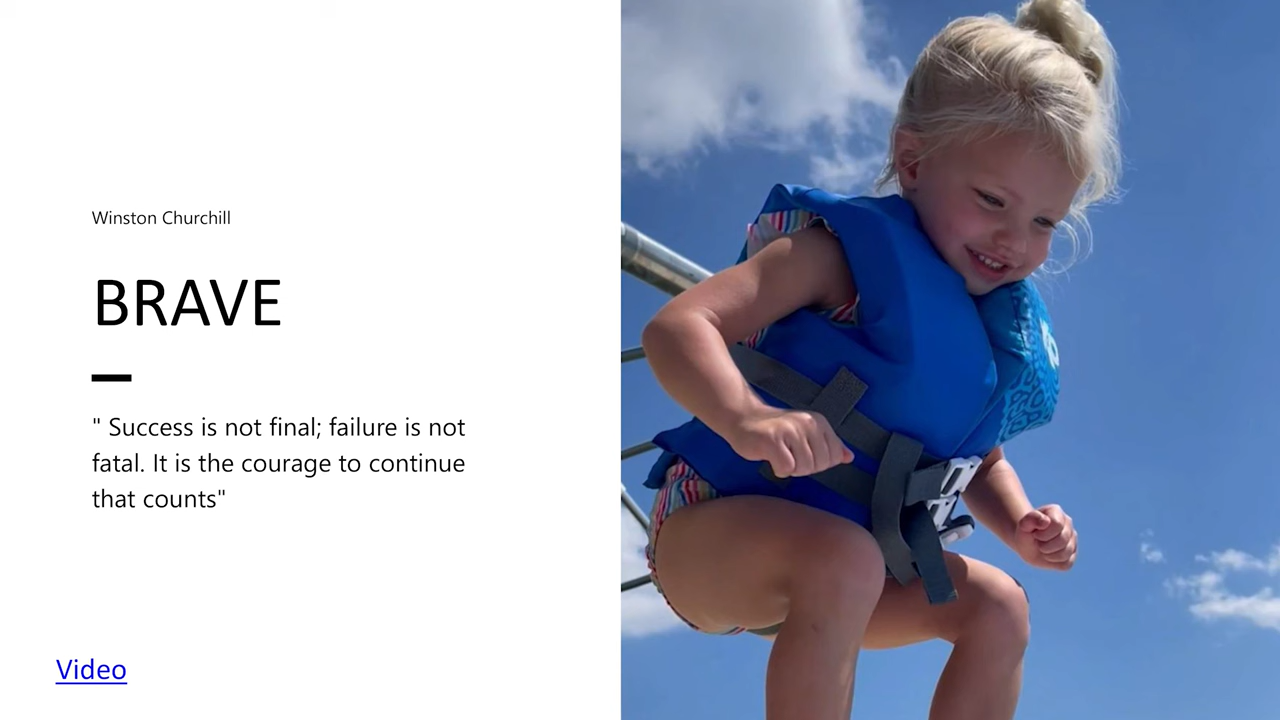 Winston Churchill
BRAVE
" Success is not final; failure is not
fatal. It is the courage to continue
that counts"
Video